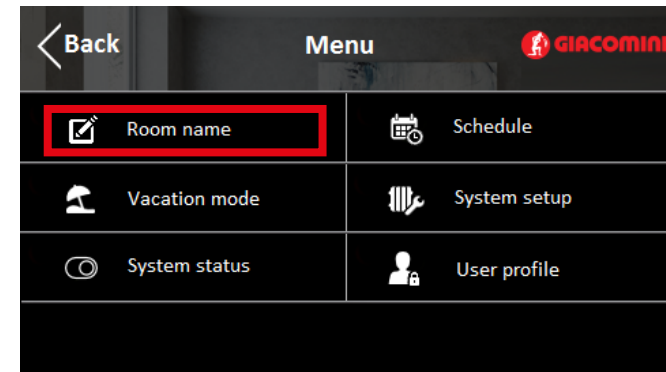 Back
Menu
GIACOMINI
Room name
Schedule
Vacation mode
System setup
System status
User profile